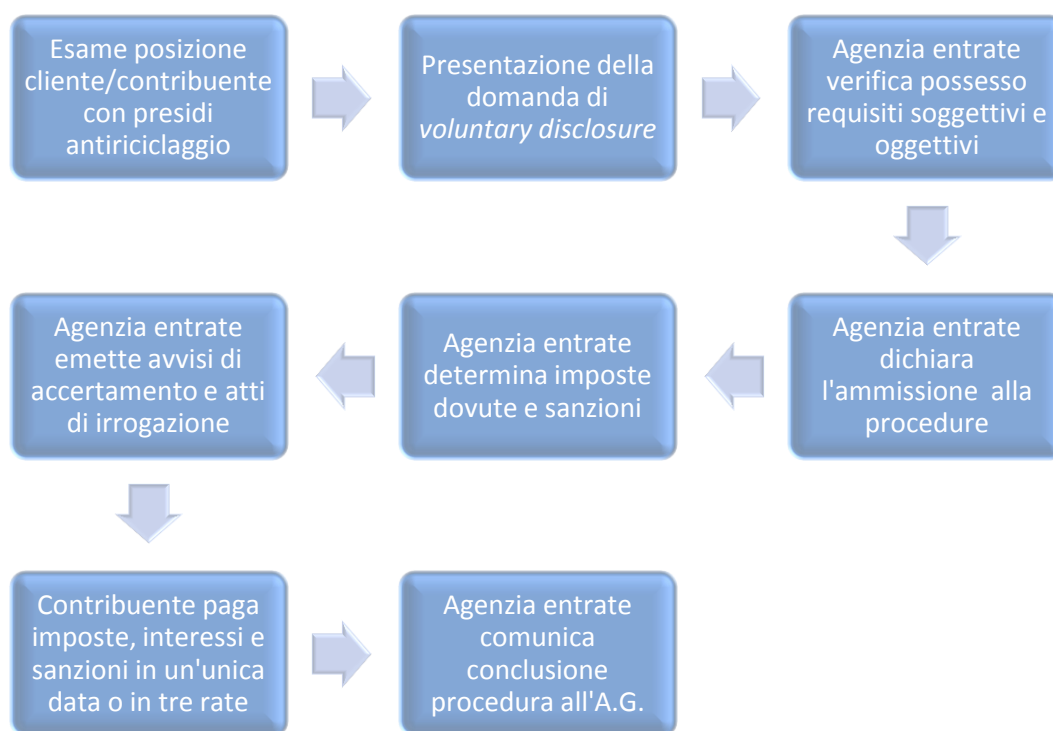 Esame posizione
cliente/contribuente
con presidi
antiriciclaggio
Presentazione della
domanda di
voluntary disclosure
Agenzia entrate
verifica possesso
requisiti soggettivi e
oggettivi
Agenzia entrate
dichiara
l'ammissione alla
procedure
Agenzia entrate
determina imposte
dovute e sanzioni
Agenzia entrate
emette avvisi di
accertamento e atti
di irrogazione
Contribuente paga
imposte, interessi e
sanzioni in un'unica
data o in tre rate
Agenzia entrate
comunica
conclusione
procedura all'A.G.